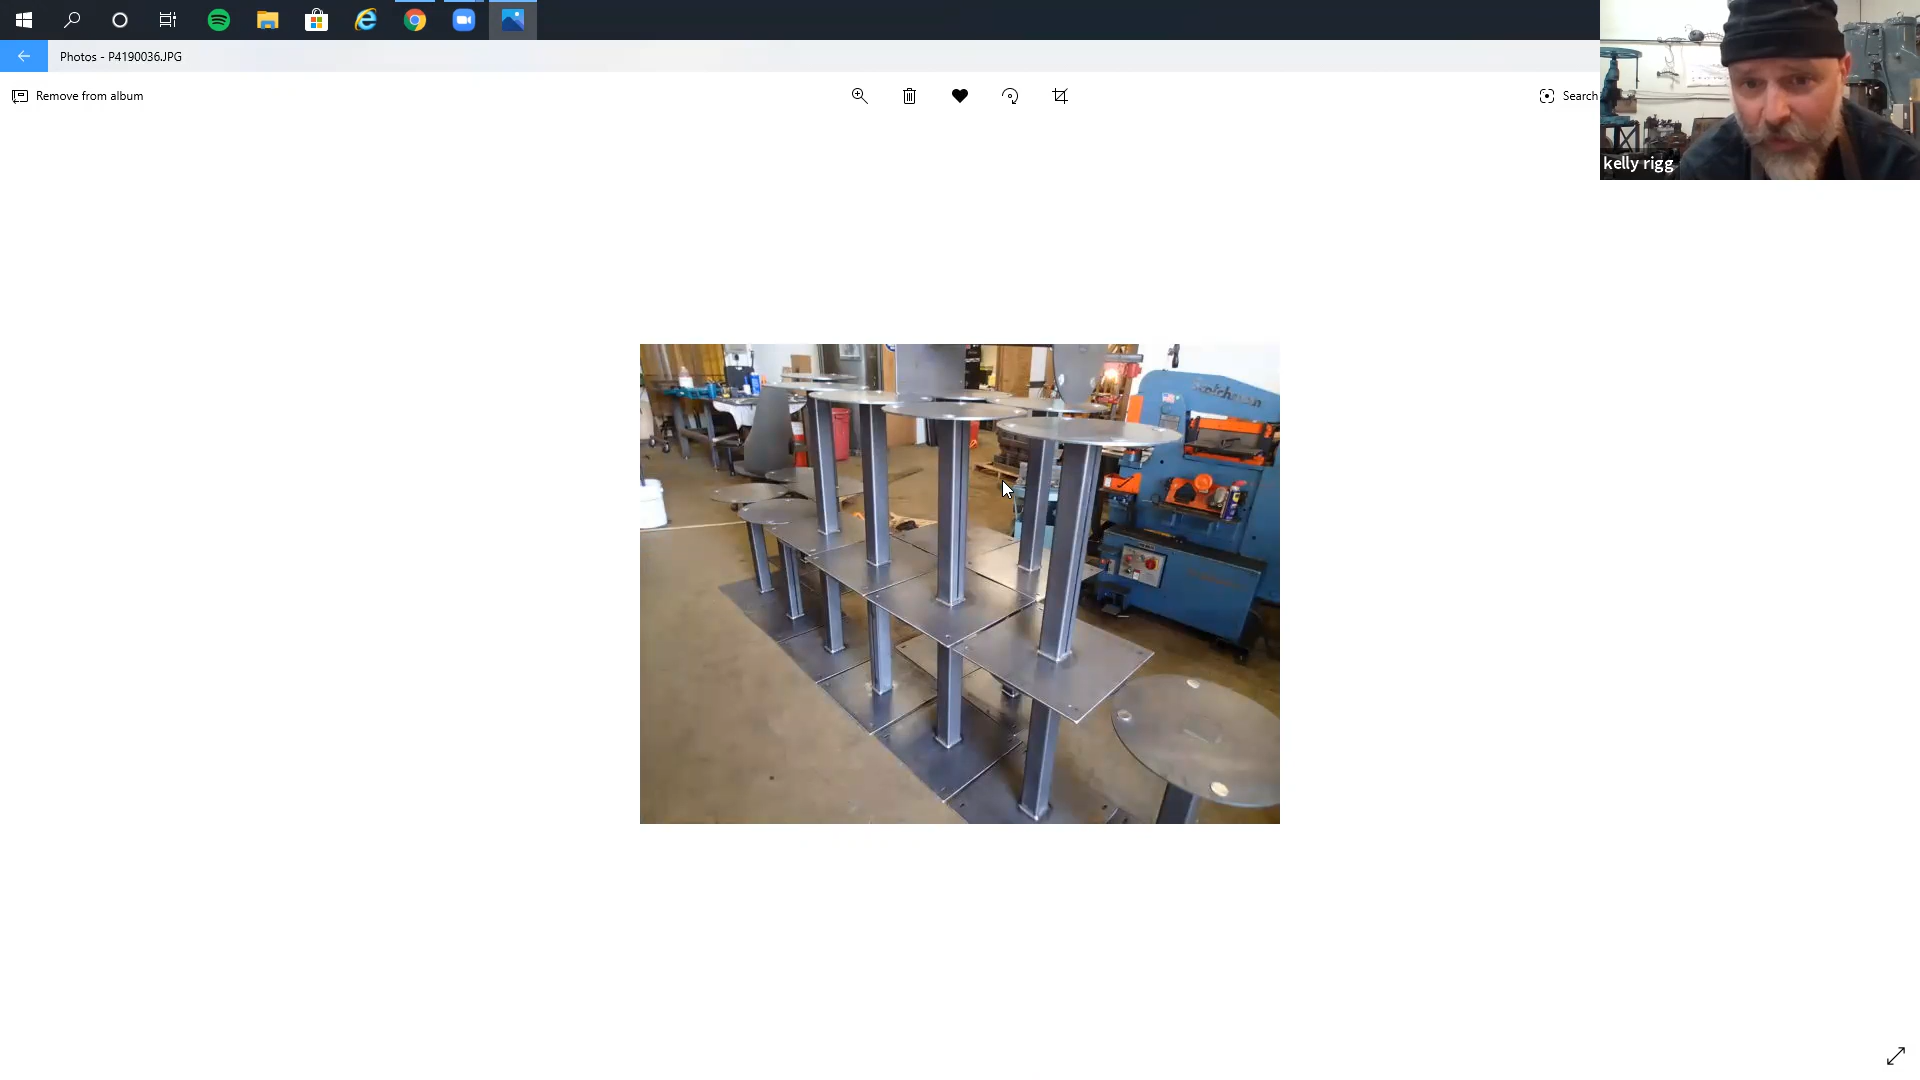 Photos - P4190036.JPG
Remove from album
Search
kelly rigg
Scotchman